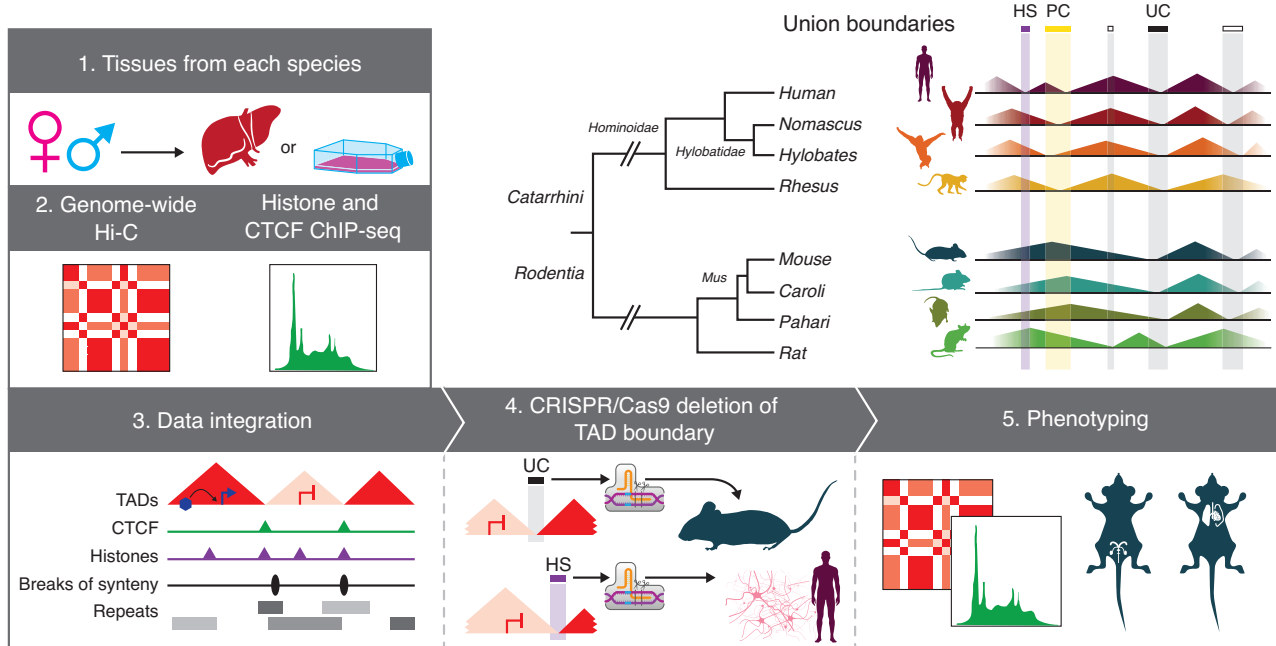 1. Tissues from each species
or
2. Genome-wide
Hi-C
Histone and
CTCF ChIP-seq
Union boundaries
HS
PC
UC
Human
Nomascus
Hylobates
Rhesus
Hominoidae
Hylobatidae
Catarrhini
Rodentia
Mus
Mouse
Caroli
Pahari
Rat
3. Data integration
TADs
CTCF
Histones
Breaks of synteny
Repeats
4. CRISPR/Cas9 deletion of
TAD boundary
UC
HS
5. Phenotyping